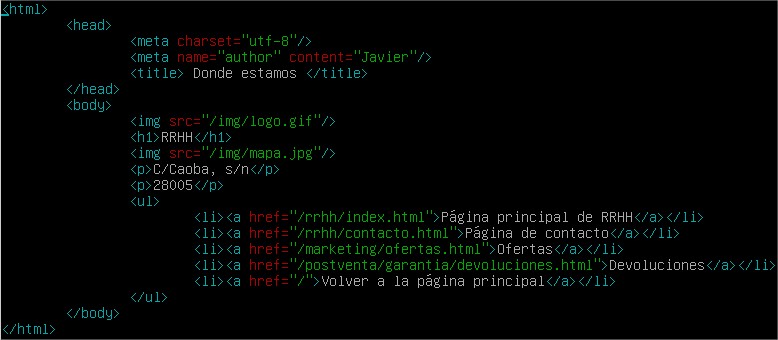 <html>
<head>
<meta charset="utf-8"/>
<meta name="author" content="Javier"/>
<title> Donde estamos </title>
</head>
<body>
<img src="/img/logo.gif"/>
<h1>RRHH</h1>
<img src="/img/mapa.jpg"/>
<p>C/Caoba, s/n</p>
<p>28005</p>
<ul>
<li><a href="/rrhh/index.html">Página principal de RRHH</a></li>
<li><a href="/rrhh/contacto.html">Página de contacto</a></li>
<li><a href="/marketing/ofertas.html">Ofertas</a></li>
<li><a href="/postventa/garantia/devoluciones.html">Devoluciones</a></li>
<li><a href="/">Volver a la página principal</a></li>
</ul>
</body>
</html>